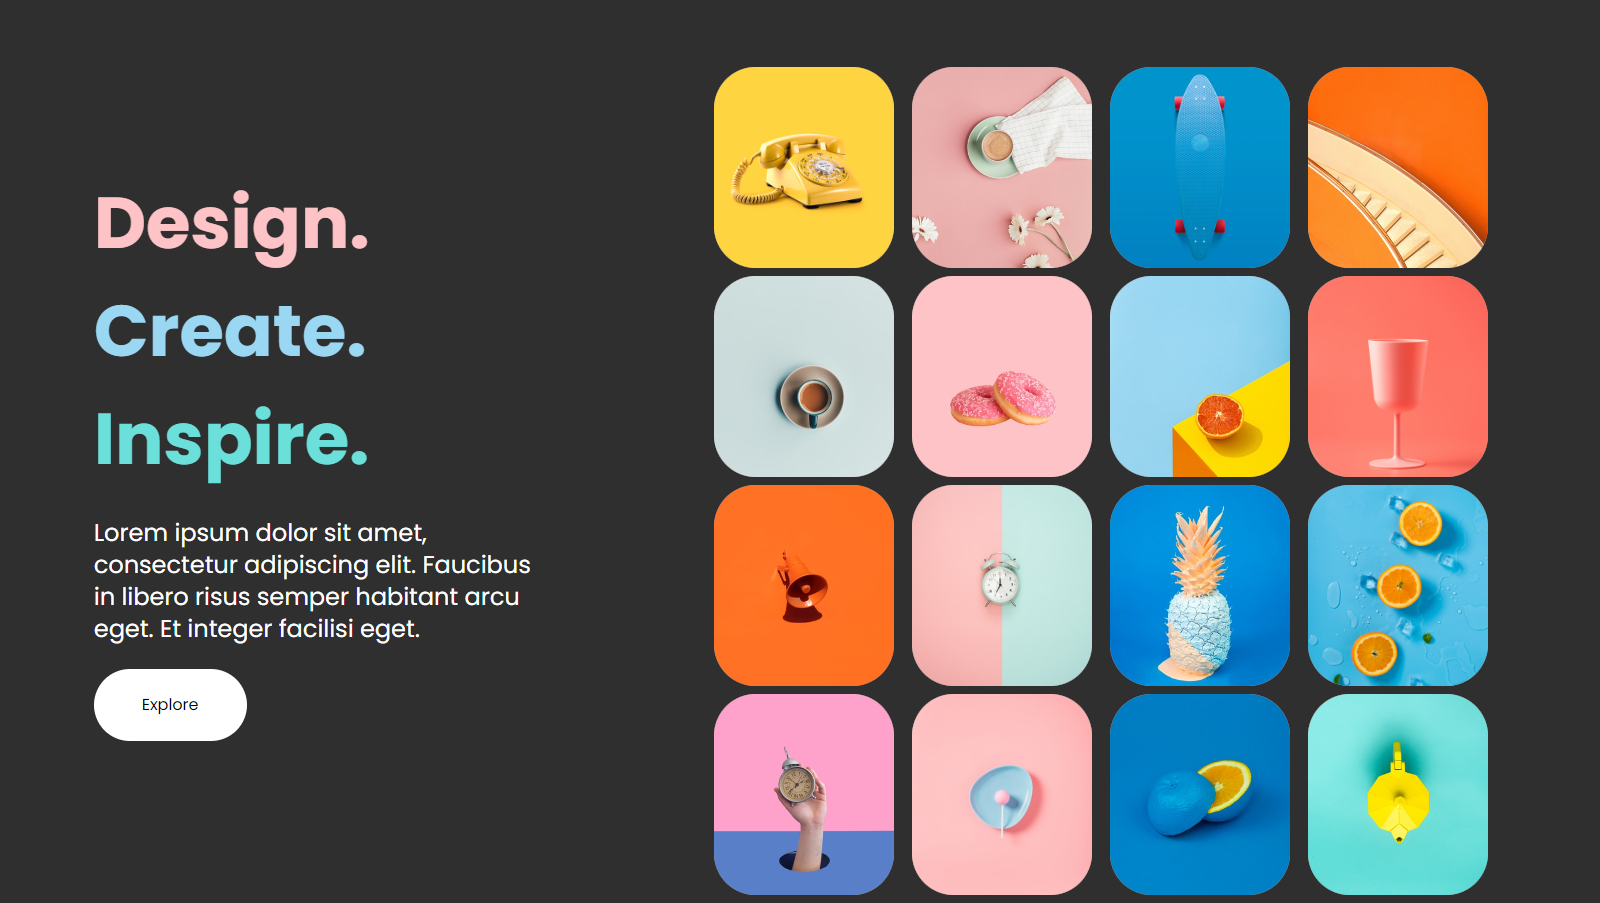 Design.
Create.
Inspire.
Lorem ipsum dolor sit amet,
consectetur adipiscing elit. Faucibus
in libero risus semper habitant arcu
eget. Et integer facilisi eget.
Explore